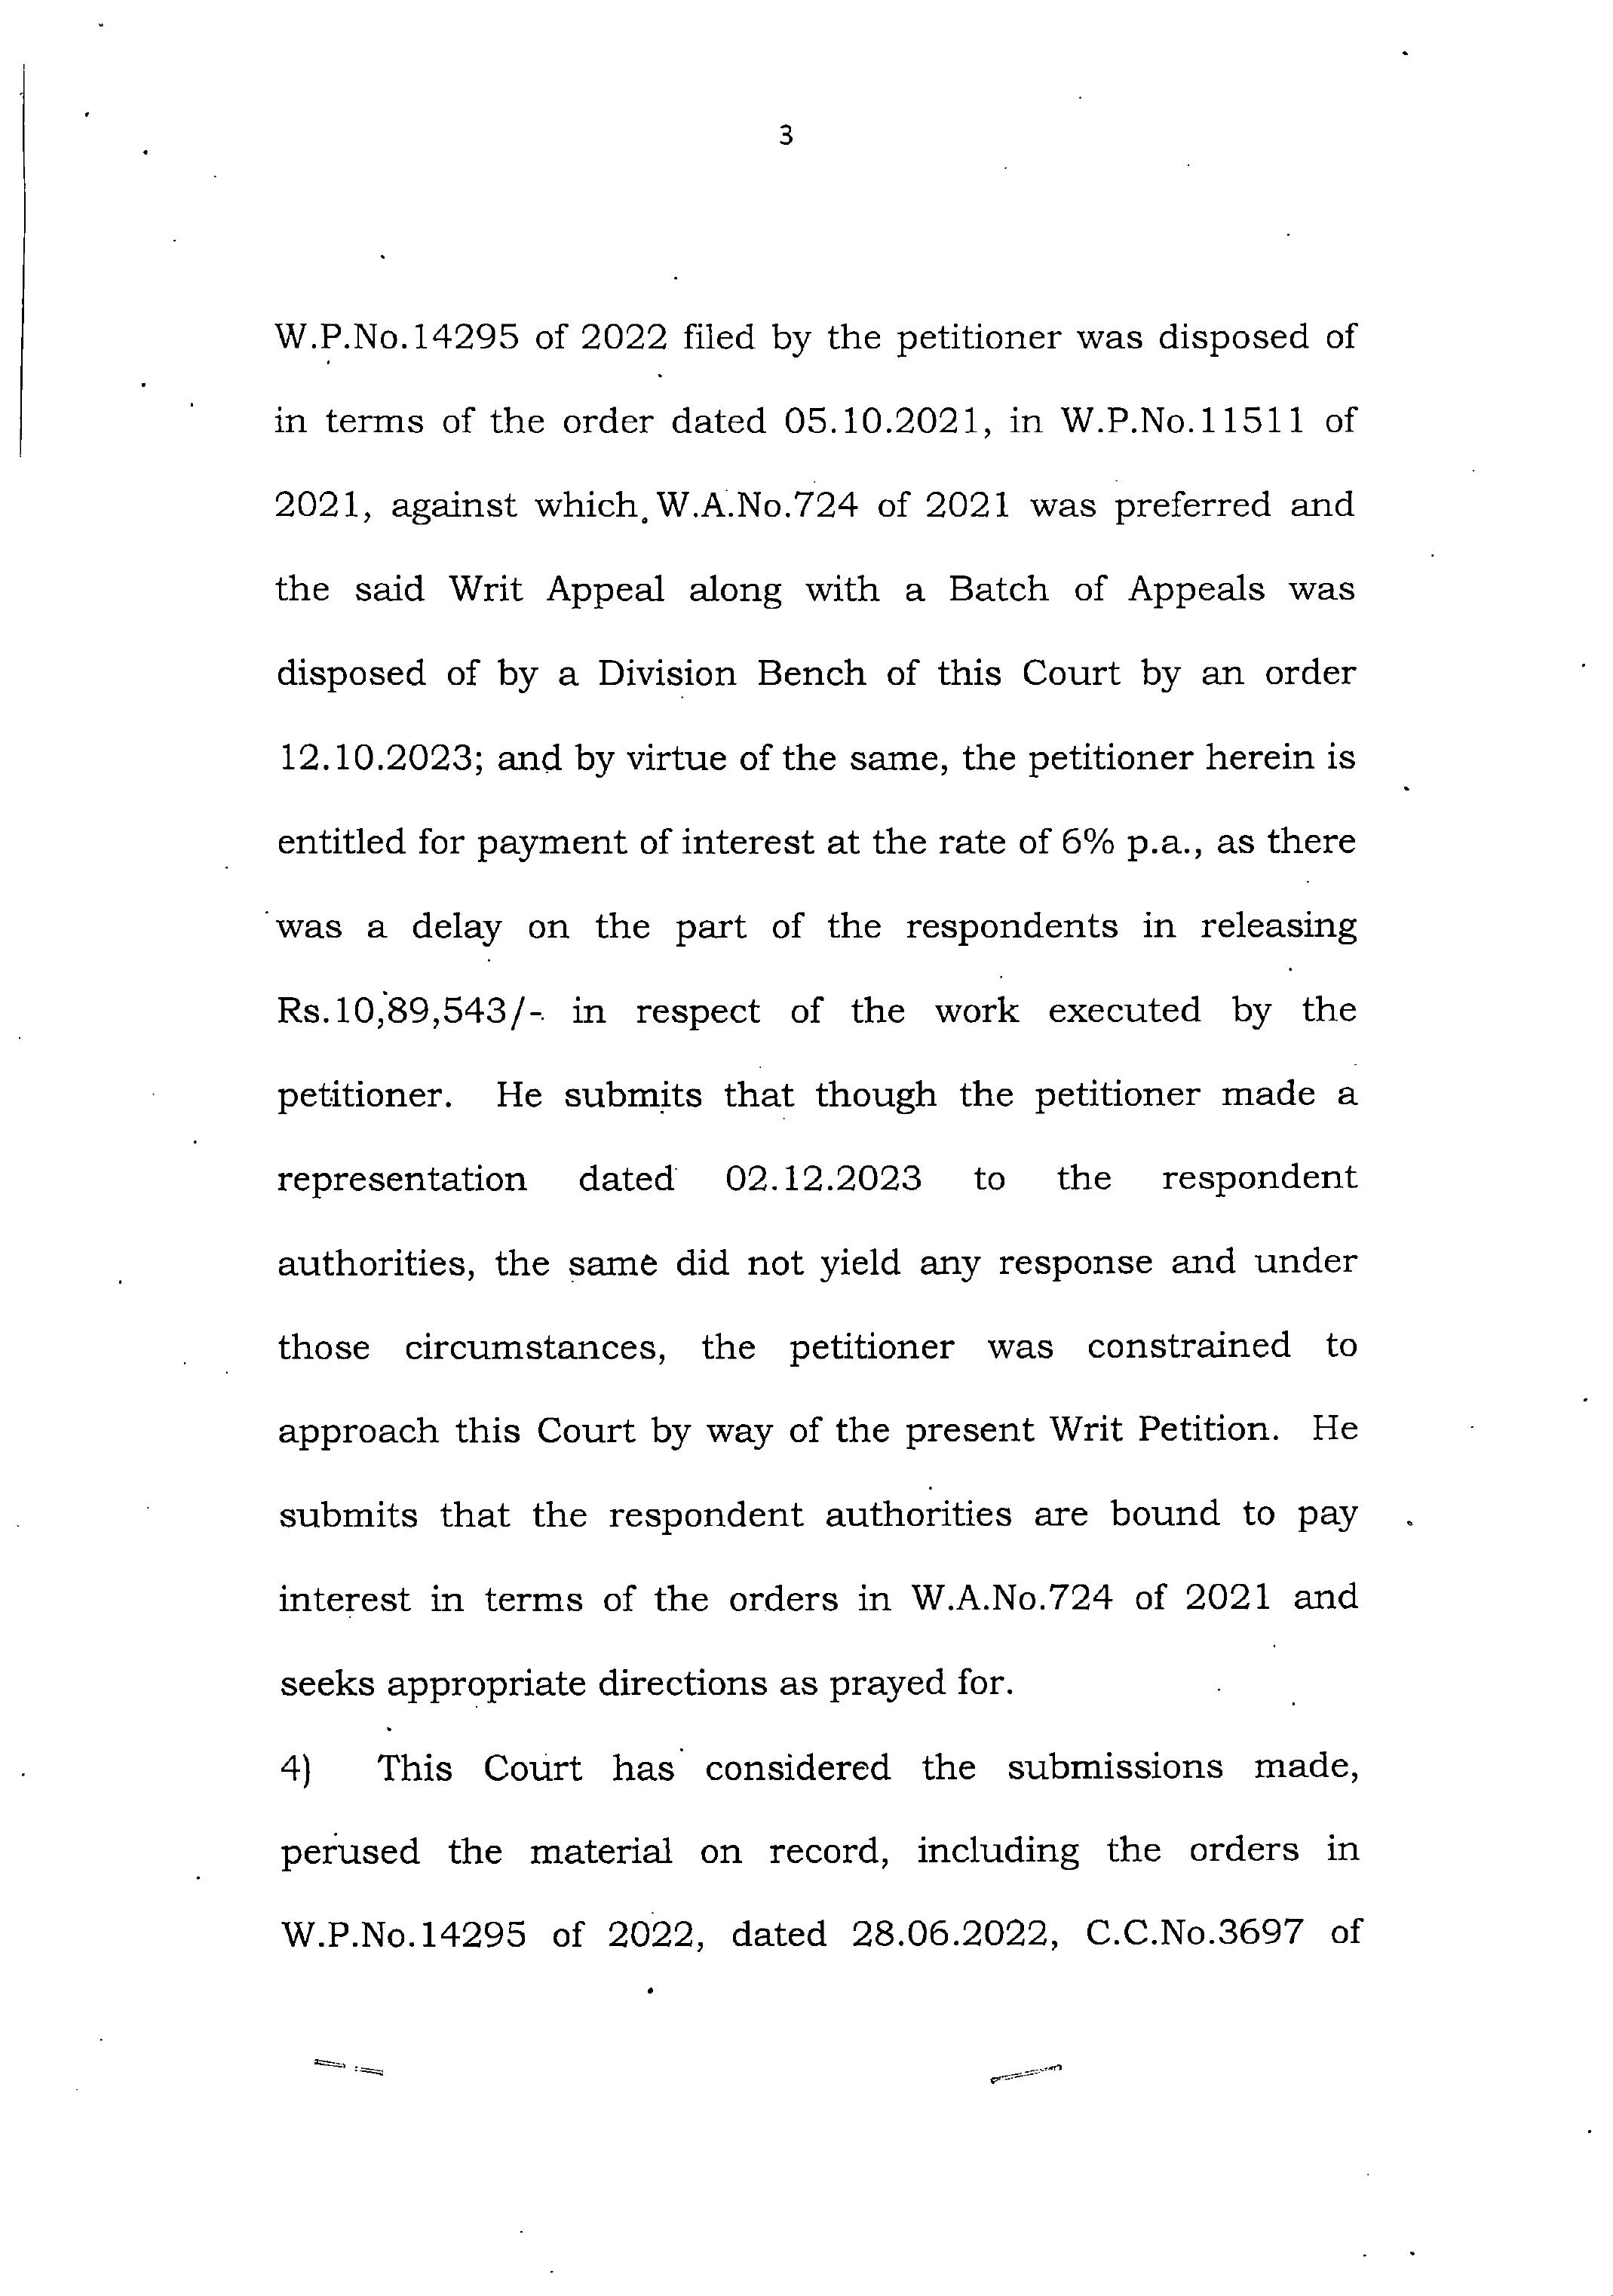 3
W.P.No.14295 of 2022 filed by the petitioner was disposed of
in terms of the order dated 05.10.2021, in W.P.No.11511 of
2021, against which W.A.No.724 of 2021 was preferred and
the said Writ Appeal along with a Batch of Appeals was
disposed of by a Division Bench of this Court by an order
12.10.2023; and by virtue of the same, the petitioner herein is
entitled for payment of interest at the rate of 6% p.a., as there
was a delay on the part of the respondents in releasing
Rs.10,89,543/- in respect of the work executed by the
petitioner. He submits that though the petitioner made a
representation dated 02.12.2023 to the respondent
authorities, the same did not yield any response and under
those circumstances, the petitioner was constrained to
approach this Court by way of the present Writ Petition. He
submits that the respondent authorities are bound to pay
interest in terms of the orders in W.A.No.724 of 2021 and
seeks appropriate directions as prayed for.
4) This Court has considered the submissions made,
perused the material on record, including the orders in
W.P.No.14295 of 2022, dated 28.06.2022, C.C.No.3697 of